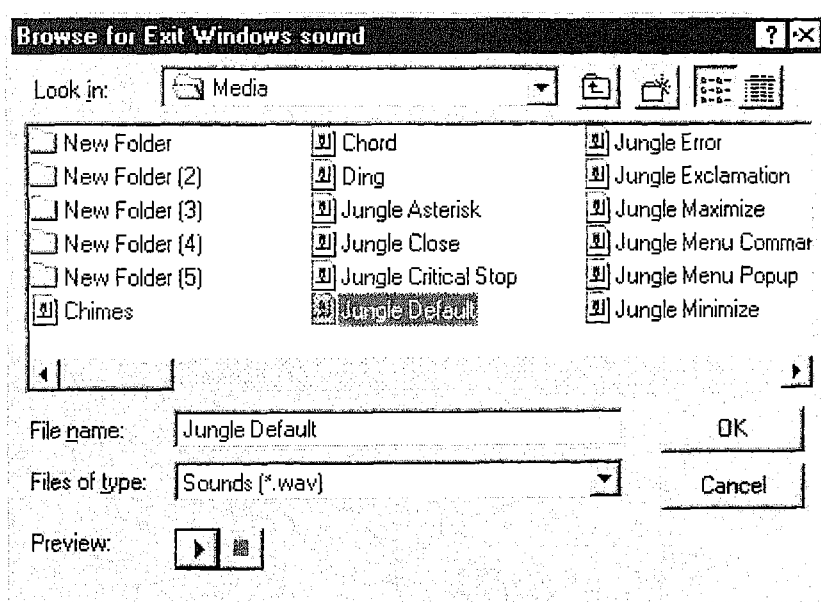 Browse for Exit Windows sound
Look in: Media
New Folder
New Folder (2)
New Folder (3)
New Folder (4)
New Folder (5)
Chimes
Chord
Ding
Jungle Asterisk
Jungle Close
Jungle Critical Stop
Jungle Default
Jungle Error
Jungle Exclamation
Jungle Maximize
Jungle Menu Commar
Jungle Menu Popup
Jungle Minimize
File name: Jungle Default
OK
Files of type: Sounds (*.wav)
Cancel
Preview: